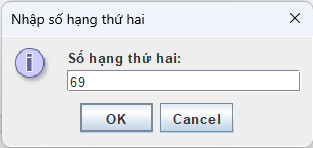 Nhập số hạng thứ hai
Số hạng thứ hai:
69
OK Cancel